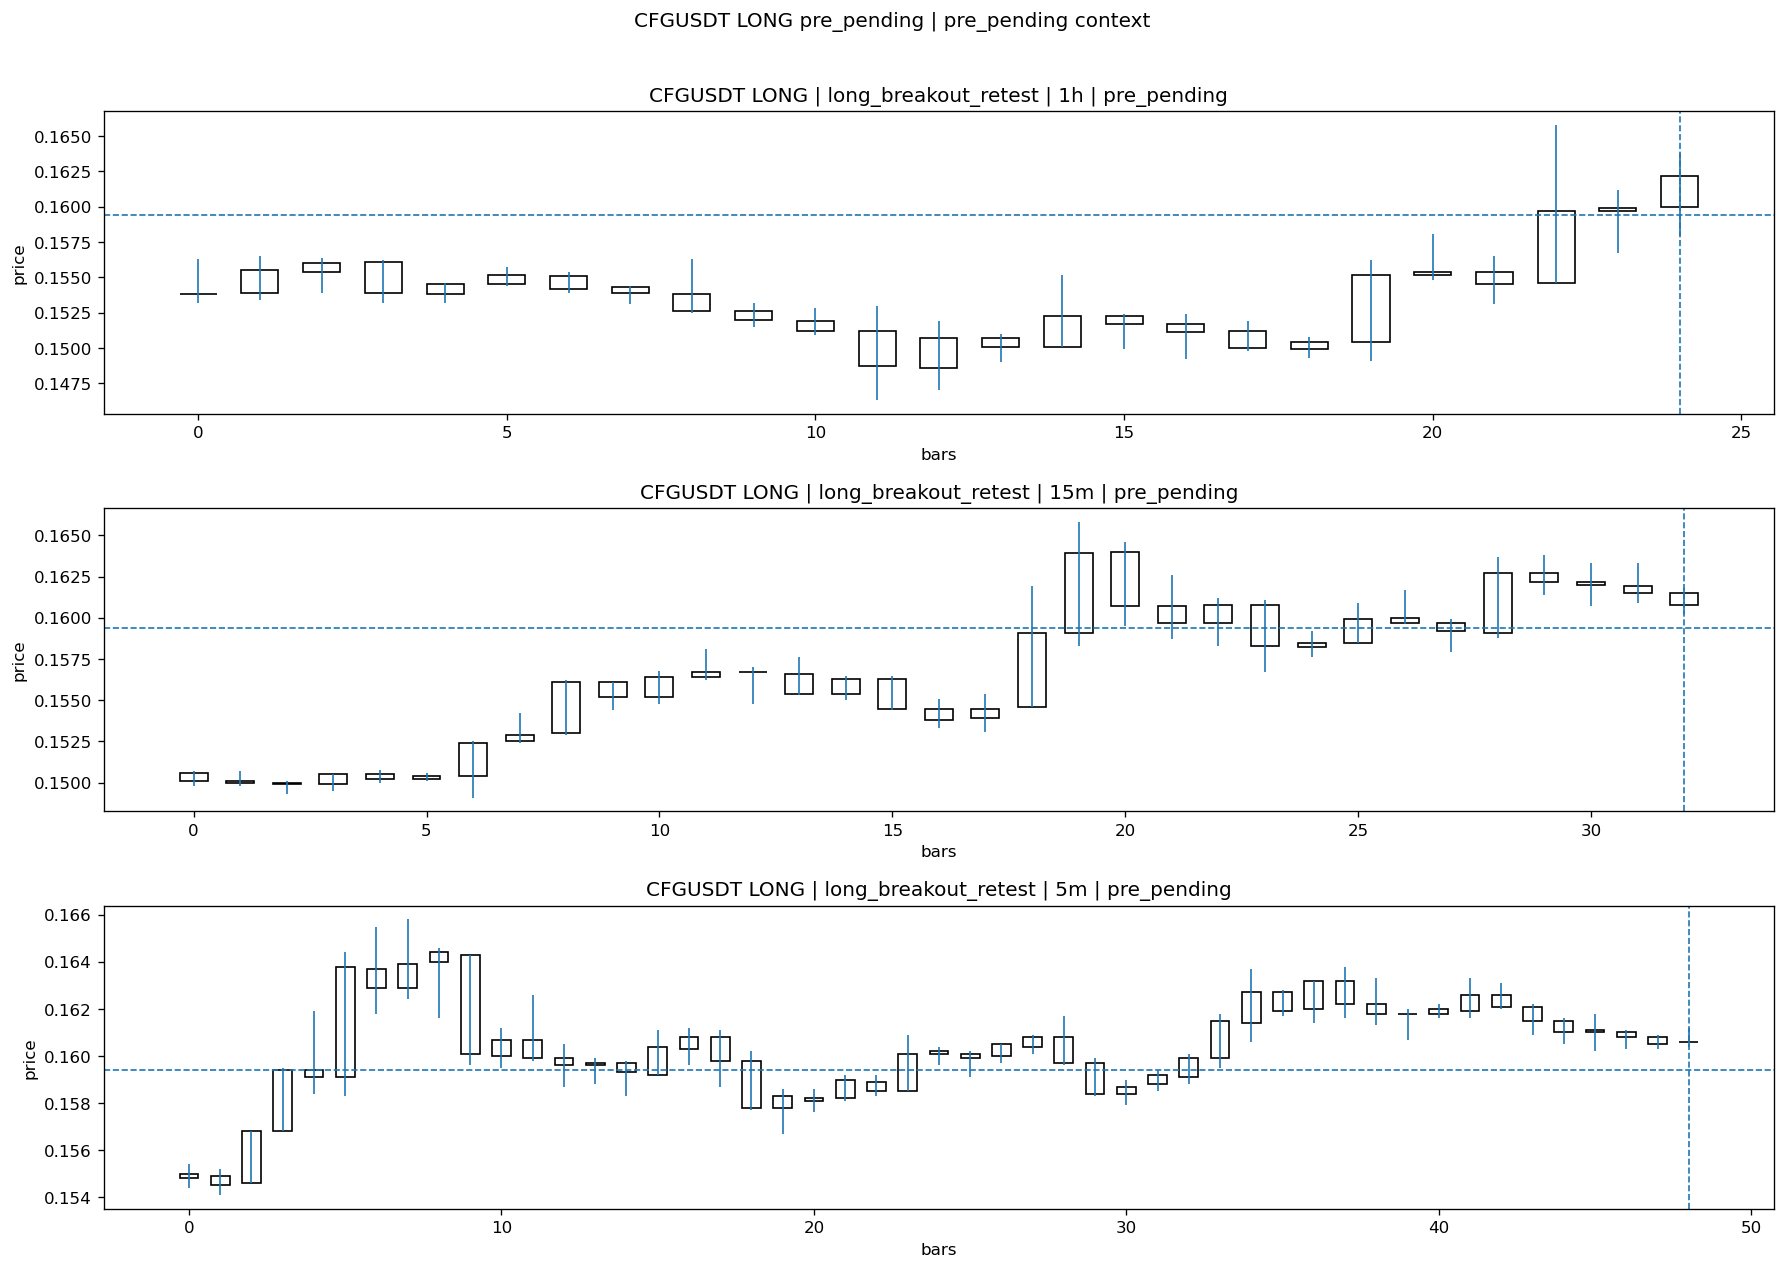 CFGUSDT LONG pre_pending | pre_pending context
CFGUSDT LONG | long_breakout_retest | 1h | pre_pending
price
0.1650
0.1625
0.1600
0.1575
0.1550
0.1525
0.1500
0.1475
0 5 10 15 20 25
bars
CFGUSDT LONG | long_breakout_retest | 15m | pre_pending
price
0.1650
0.1625
0.1600
0.1575
0.1550
0.1525
0.1500
0 5 10 15 20 25 30
bars
CFGUSDT LONG | long_breakout_retest | 5m | pre_pending
price
0.166
0.164
0.162
0.160
0.158
0.156
0.154
0 10 20 30 40 50
bars